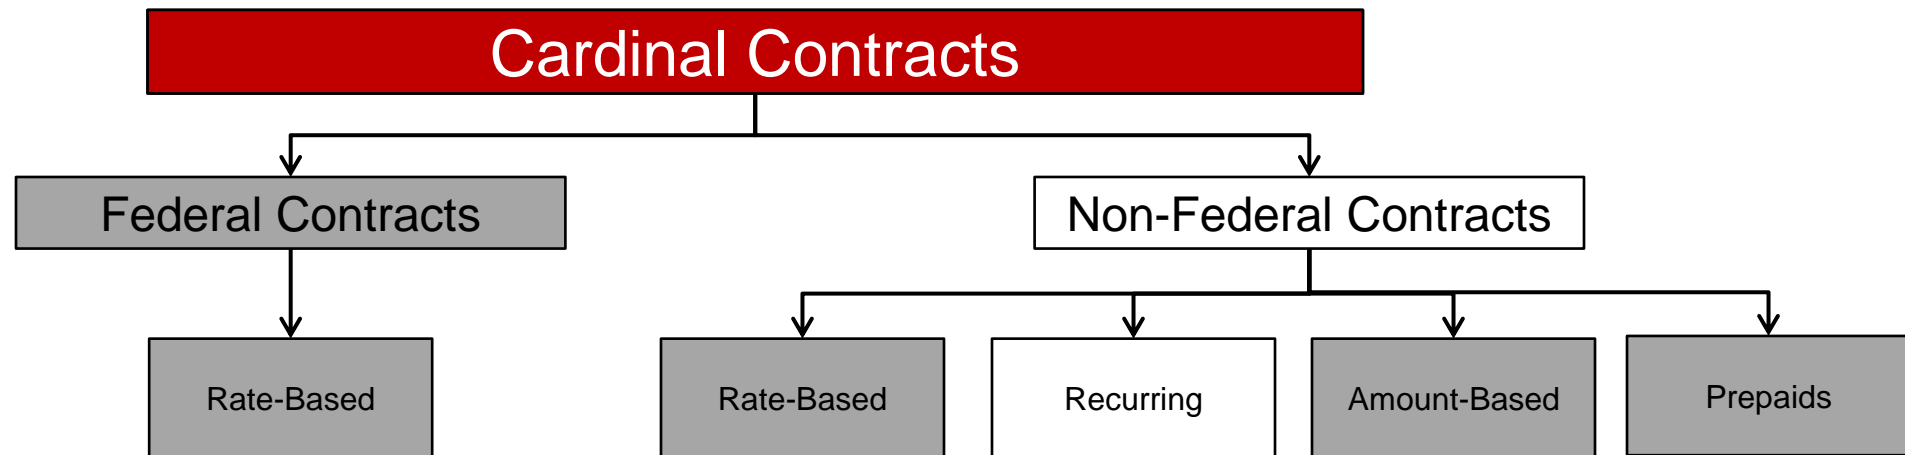 Cardinal Contracts
Federal Contracts
Non-Federal Contracts
Rate-Based
Rate-Based
Recurring
Amount-Based
Prepaids